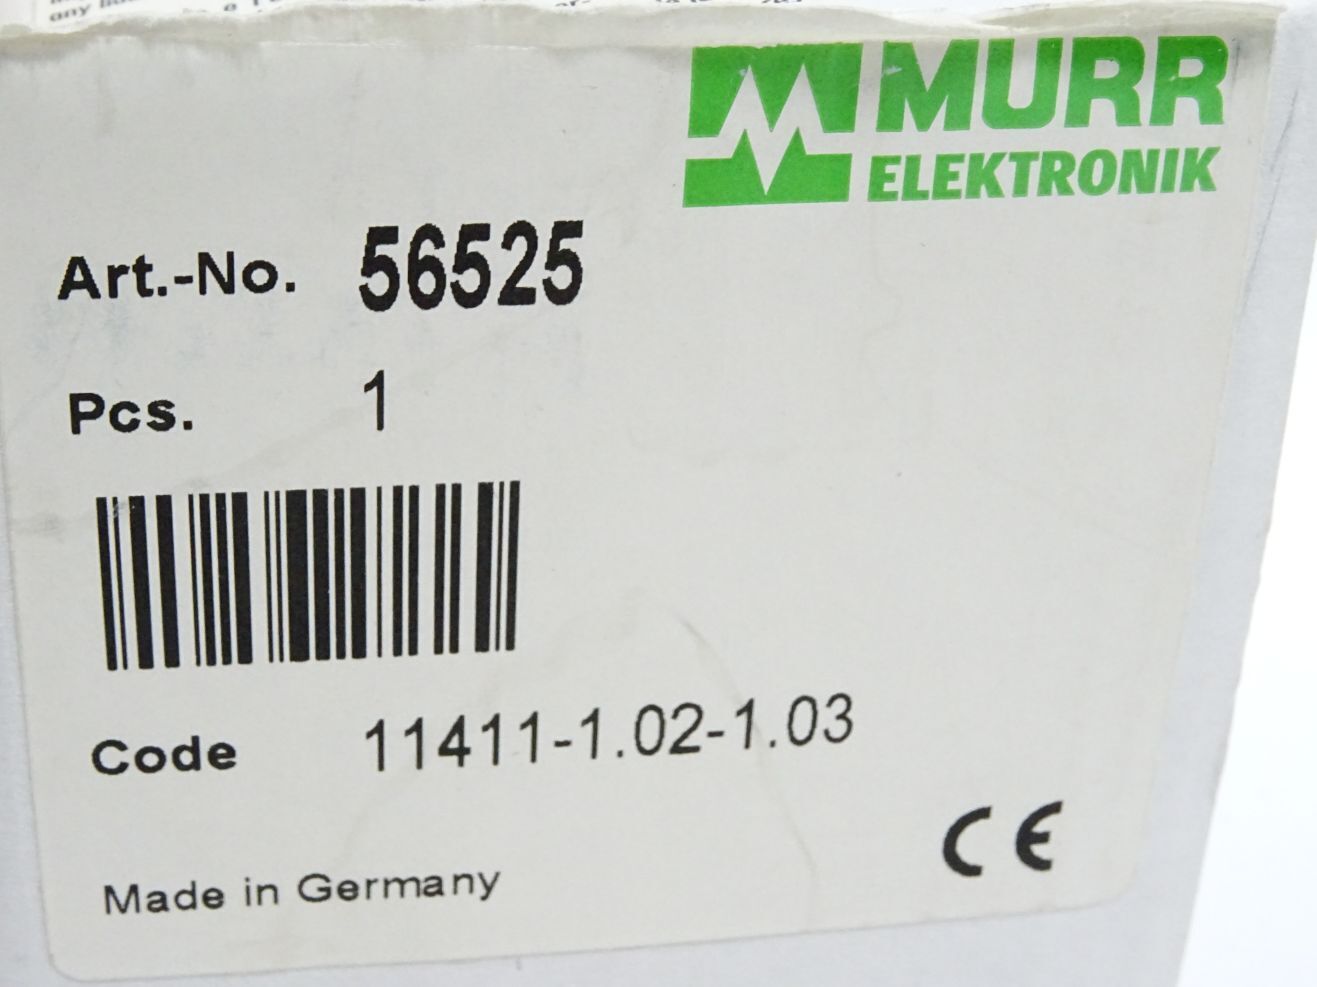 MURR
ELEKTRONIK
Art.-No. 56525
Pcs. 1
Code 11411-1.02-1.03
CE
Made in Germany